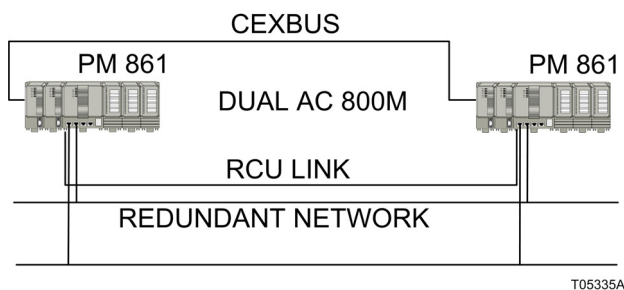 CEXBUS
PM 861
PM 861
DUAL AC 800M
RCU LINK
REDUNDANT NETWORK
T05335A